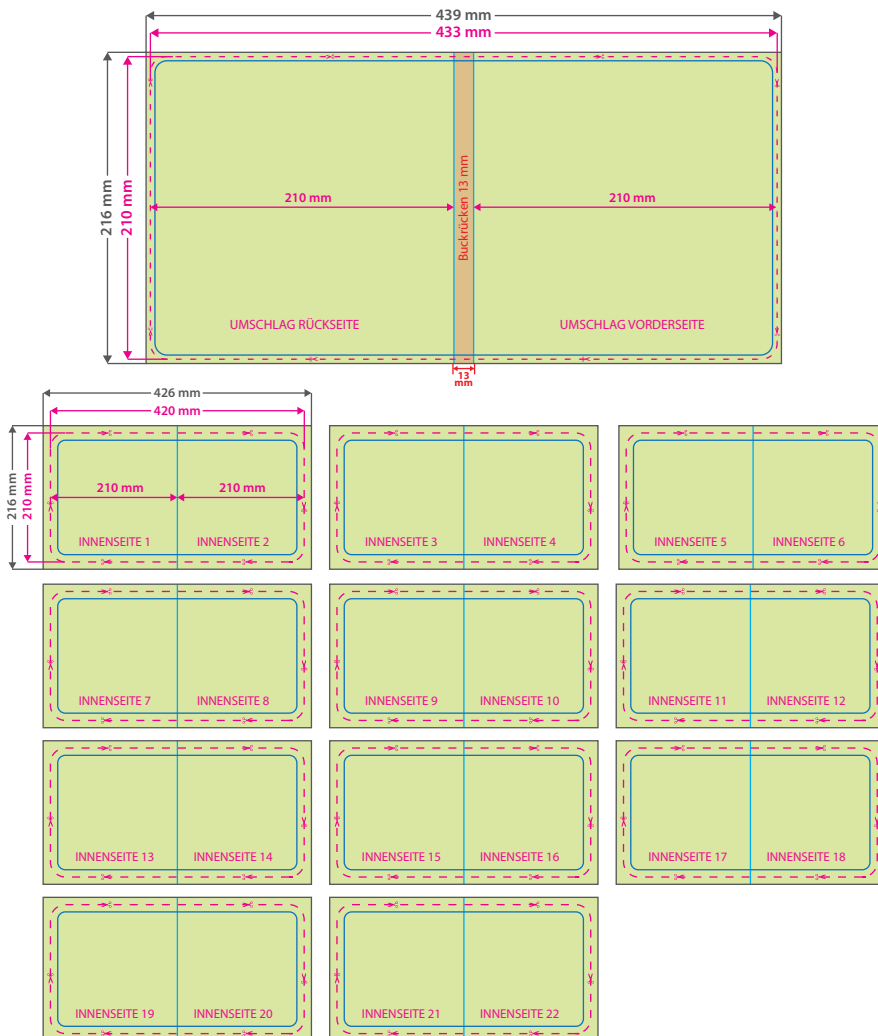 439 mm
433 mm
216 mm
210 mm
210 mm
Buckrücken 13 mm
210 mm
UMSCHLAG RÜCKSEITE
UMSCHLAG VORDERSEITE
13
mm
426 mm
420 mm
216 mm
210 mm
210 mm
210 mm
INNENSEITE 1
INNENSEITE 2
INNENSEITE 3
INNENSEITE 4
INNENSEITE 5
INNENSEITE 6
INNENSEITE 7
INNENSEITE 8
INNENSEITE 9
INNENSEITE 10
INNENSEITE 11
INNENSEITE 12
INNENSEITE 13
INNENSEITE 14
INNENSEITE 15
INNENSEITE 16
INNENSEITE 17
INNENSEITE 18
INNENSEITE 19
INNENSEITE 20
INNENSEITE 21
INNENSEITE 22